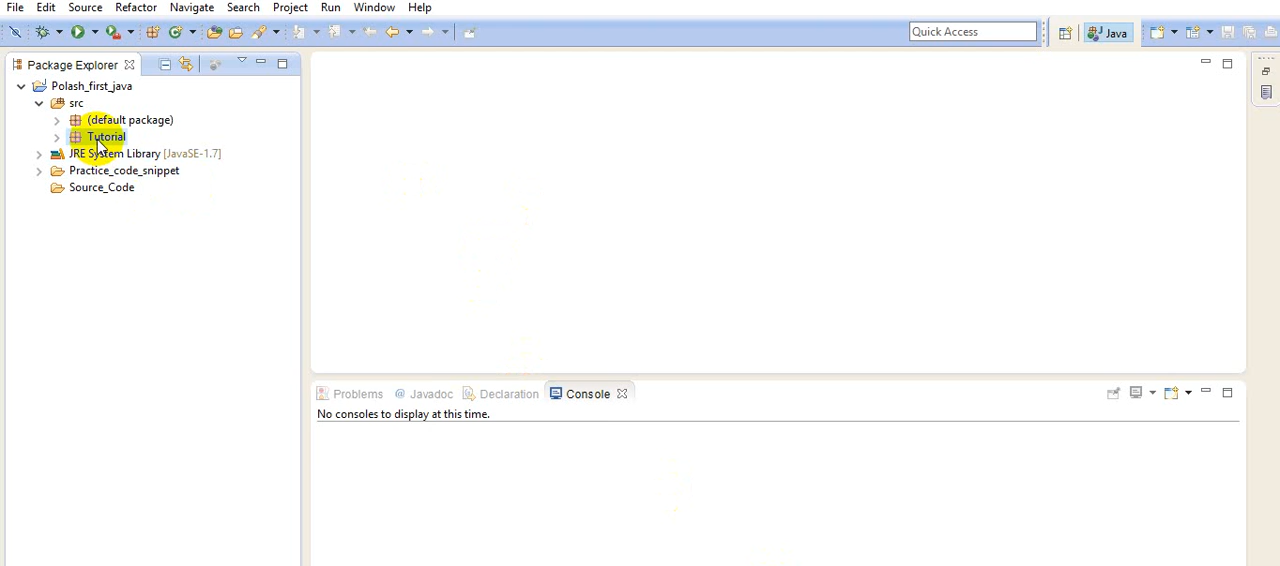 File Edit Source Refactor Navigate Search Project Run Window Help
Quick Access
Java
Package Explorer
Polash_first_java
src
(default package)
Tutorial
JRE System Library [JavaSE-1.7]
Practice_code_snippet
Source_Code
Problems @ Javadoc Declaration Console
No consoles to display at this time.